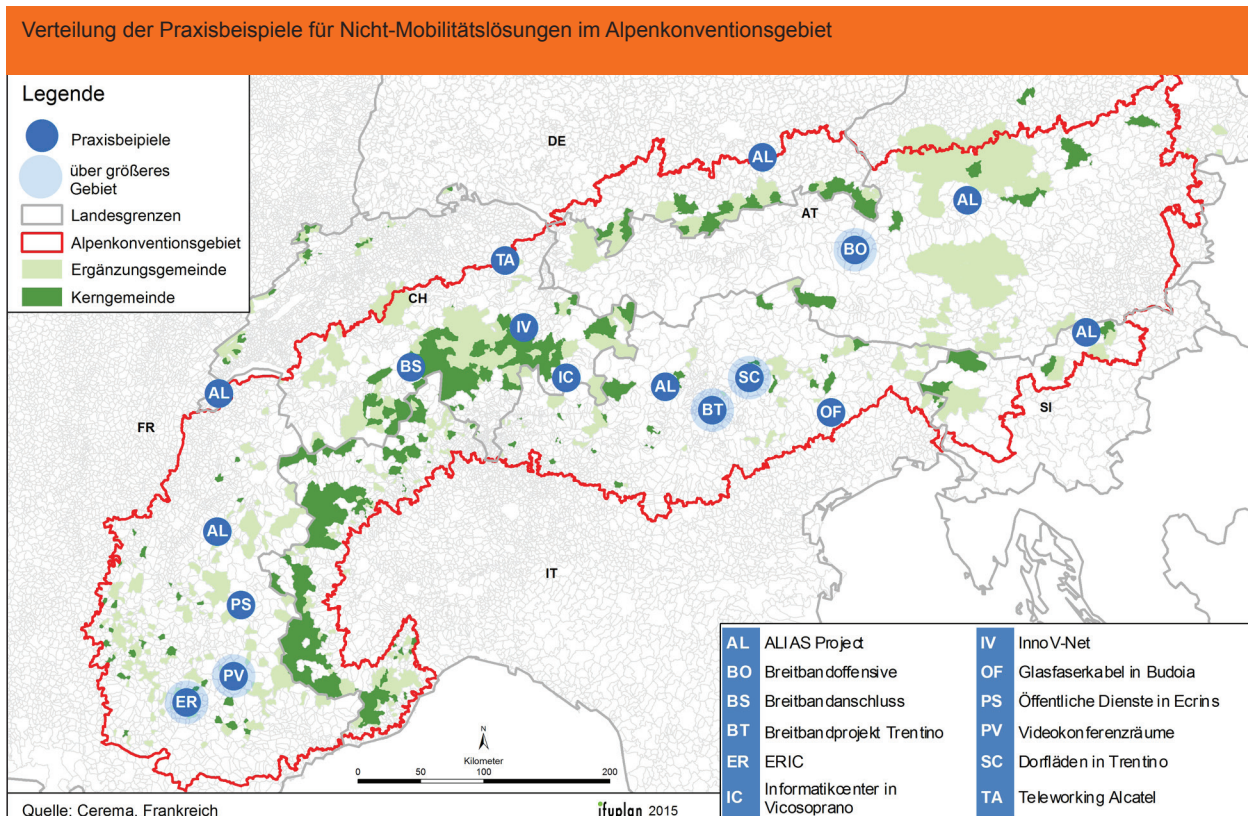 Verteilung der Praxisbeispiele für Nicht-Mobilitätslösungen im Alpenkonventionsgebiet
Legende
Praxisbeipiele
über größeres
Gebiet
Landesgrenzen
Alpenkonventionsgebiet
Ergänzungsgemeinde
Kerngemeinde
DE
AL
AT
AL
BO
TA
CH
IV
BS
IC
AL
SC
BT
OF
AL
SI
AL
FR
AL
IT
PS
PV
ER
N
Kilometer
0 50 100 200
AL ALIAS Project
BO Breitbandoffensive
BS Breitbandanschluss
BT Breitbandprojekt Trentino
ER ERIC
IC Informatikcenter in
Vicosoprano
IV InnoV-Net
OF Glasfaserkabel in Budoia
PS Öffentliche Dienste in Ecrins
PV Videokonferenzräume
SC Dorfläden in Trentino
TA Teleworking Alcatel
Quelle: Cerema, Frankreich
ifuplan 2015